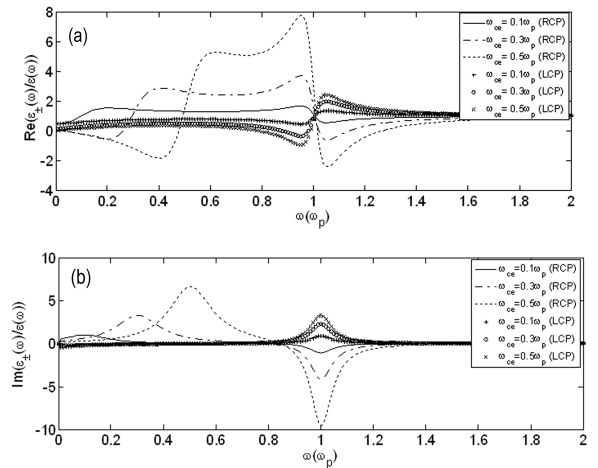 (a)
Re(ε±(ω)/ε(ω))
8
6
4
2
0
-2
-4
0 0.2 0.4 0.6 0.8 1 1.2 1.4 1.6 1.8 2
ω(ωp)
ωce = 0.1ωp (RCP)
ωce = 0.3ωp (RCP)
ωce = 0.5ωp (RCP)
ωce = 0.1ωp (LCP)
ωce = 0.3ωp (LCP)
ωce = 0.5ωp (LCP)
(b)
Im(ε±(ω)/ε(ω))
10
5
0
-5
-10
0 0.2 0.4 0.6 0.8 1 1.2 1.4 1.6 1.8 2
ω(ωp)
ωce=0.1ωp (RCP)
ωce=0.3ωp (RCP)
ωce=0.5ωp (RCP)
ωce=0.1ωp (LCP)
ωce=0.3ωp (LCP)
ωce=0.5ωp (LCP)